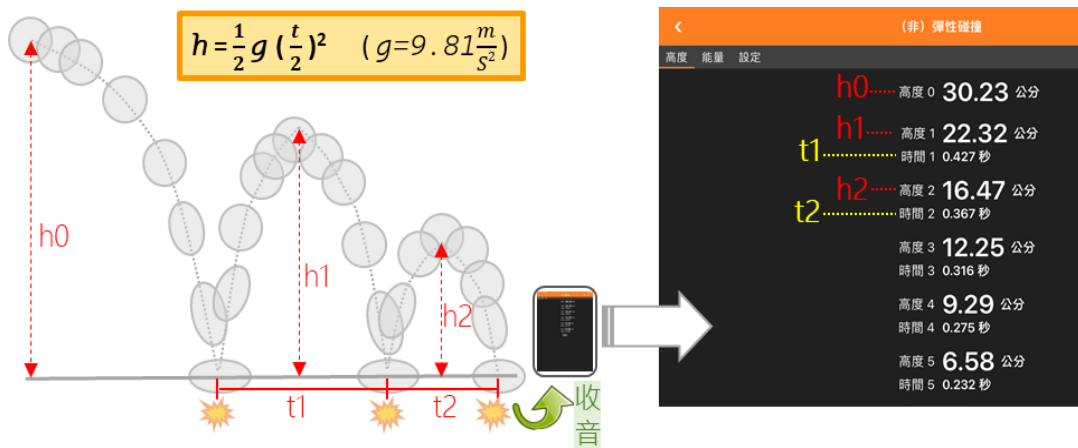 h = 1/2 g (t/2)² (g=9.81 m/s²)
h0
h1
h2
t1
t2
收
音
（非）彈性碰撞
高度 能量 設定
h0 高度 0 30.23 公分
h1 高度 1 22.32 公分
t1 時間 1 0.427 秒
h2 高度 2 16.47 公分
t2 時間 2 0.367 秒
高度 3 12.25 公分
時間 3 0.316 秒
高度 4 9.29 公分
時間 4 0.275 秒
高度 5 6.58 公分
時間 5 0.232 秒